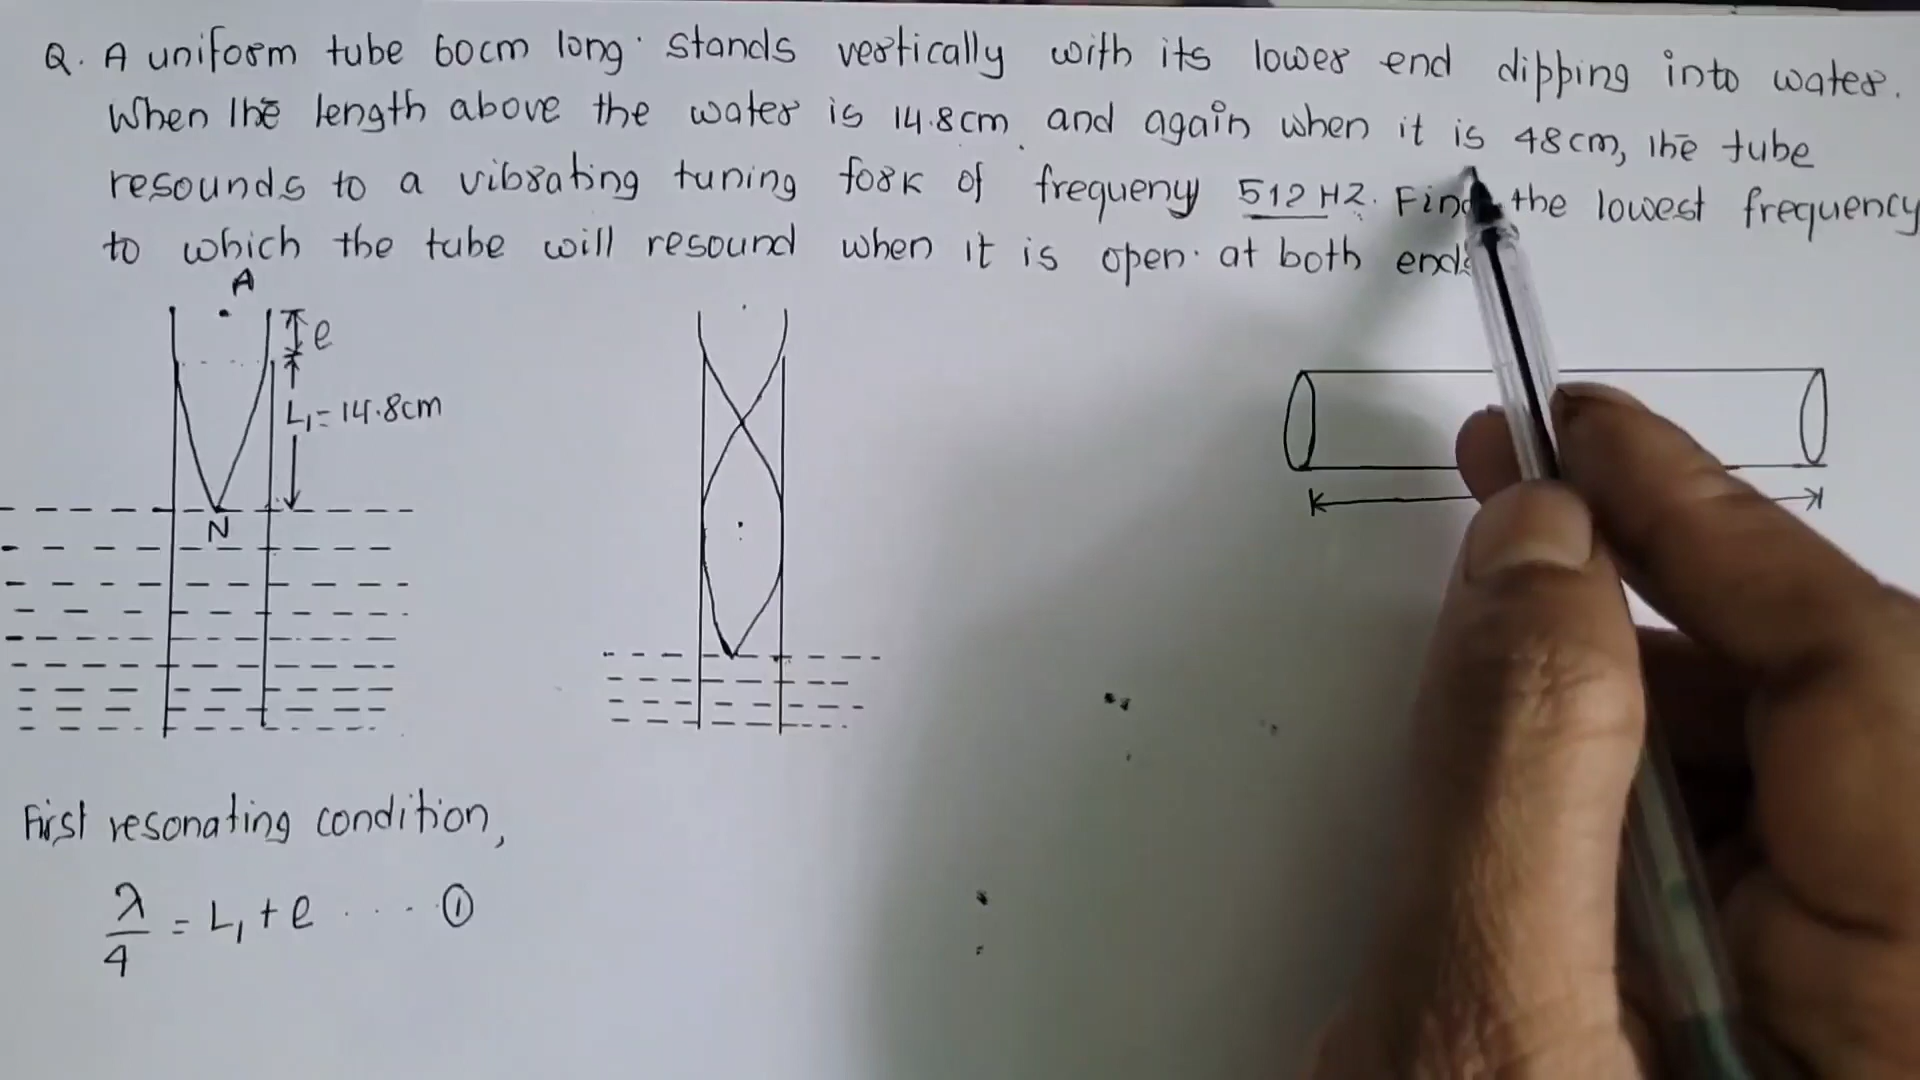 Q. A uniform tube 60cm long stands vertically with its lower end dipping into water.
When the length above the water is 14.8cm and again when it is 48cm, the tube
resounds to a vibrating tuning fork of frequeny 512 HZ. Find the lowest frequency
to which the tube will resound when it is open at both ends
A
e
L₁ = 14.8cm
N
First resonating condition,
λ/4 = L₁ + e .... ①